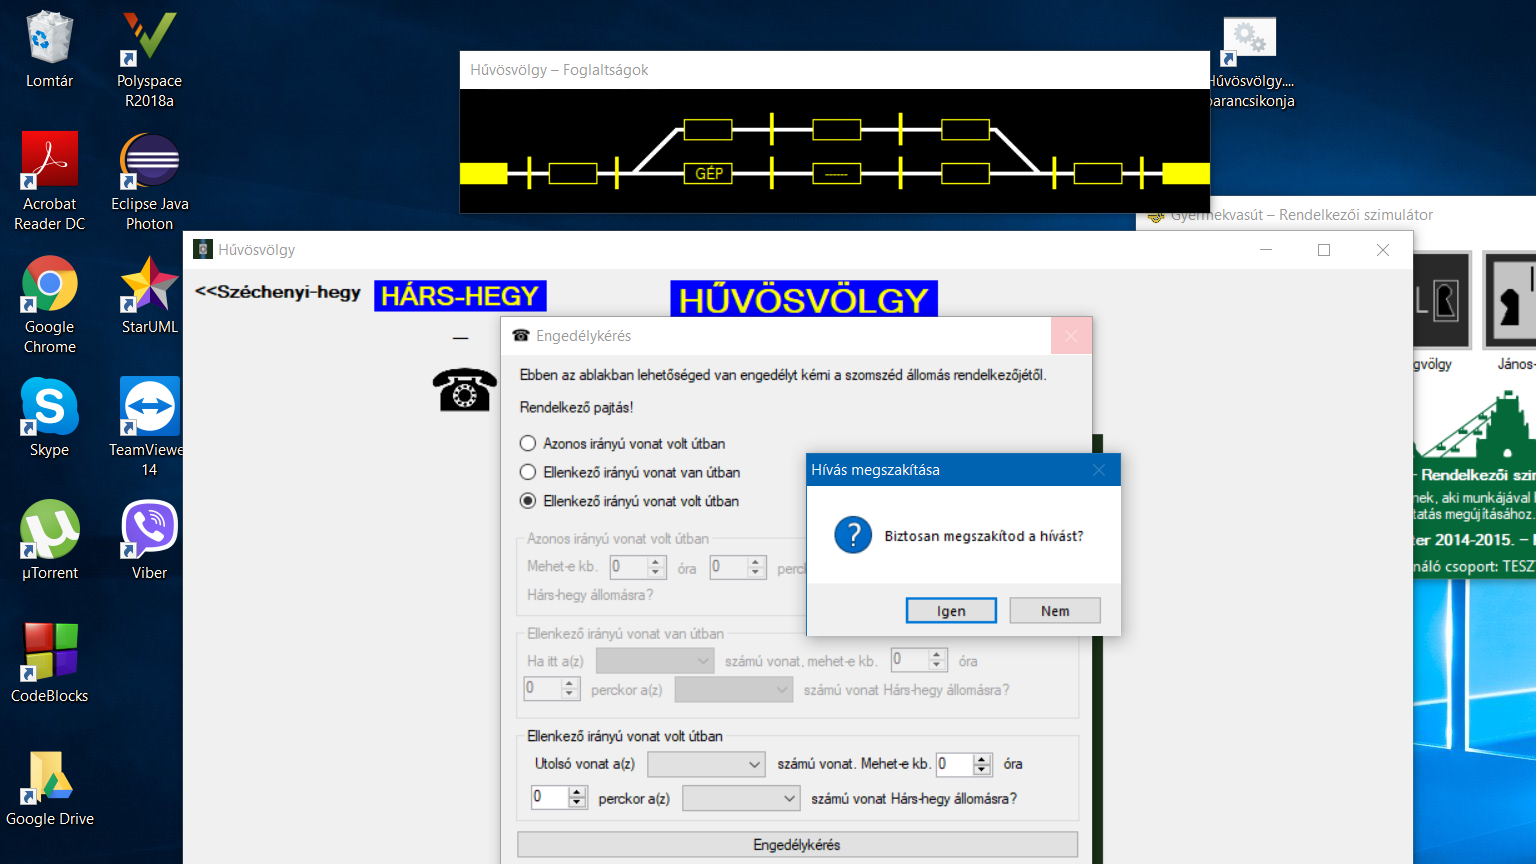 Lomtár
Polyspace
R2018a
Acrobat
Reader DC
Eclipse Java
Photon
Google
Chrome
StarUML
Skype
TeamViewe
14
µTorrent
Viber
CodeBlocks
Google Drive
Hűvösvölgy....
parancsikonja
Hűvösvölgy – Foglaltságok
GÉP
------
Gyermekvasút – Rendelkezői szimulátor
L
gvölgy
János-
- Rendelkezői szim
nek, aki munkájával
tatás megújításához.
ter 2014-2015. –
náló csoport: TESZT
Hűvösvölgy
<<Széchenyi-hegy
HÁRS-HEGY
HŰVÖSVÖLGY
—
Engedélykérés
Ebben az ablakban lehetőséged van engedélyt kérni a szomszéd állomás rendelkezőjétől.
Rendelkező pajtás!
Azonos irányú vonat volt útban
Ellenkező irányú vonat van útban
Ellenkező irányú vonat volt útban
Azonos irányú vonat volt útban
Mehet-e kb. 0 óra 0 perck
Hárs-hegy állomásra?
Ellenkező irányú vonat van útban
Ha itt a(z) számú vonat, mehet-e kb. 0 óra
0 perckor a(z) számú vonat Hárs-hegy állomásra?
Ellenkező irányú vonat volt útban
Utolsó vonat a(z) számú vonat. Mehet-e kb. 0 óra
0 perckor a(z) számú vonat Hárs-hegy állomásra?
Engedélykérés
Hívás megszakítása
? Biztosan megszakítod a hívást?
Igen Nem